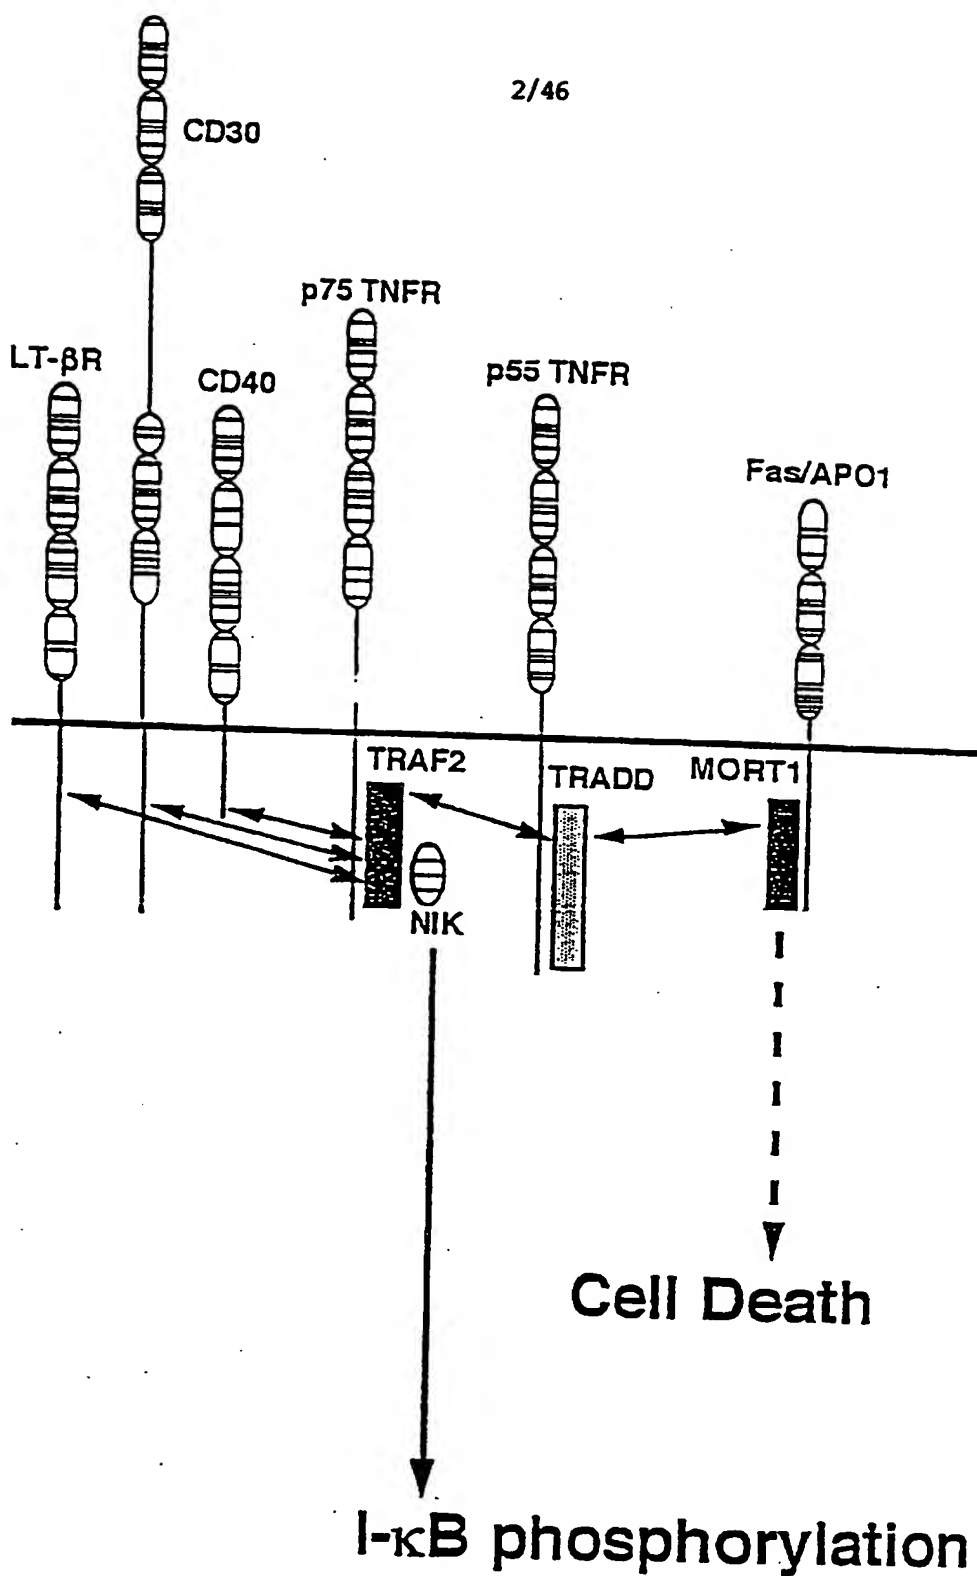 2/46
CD30
p75 TNFR
LT-βR
CD40
p55 TNFR
Fas/APO1
TRAF2
TRADD
MORT1
NIK
Cell Death
I-κB phosphorylation